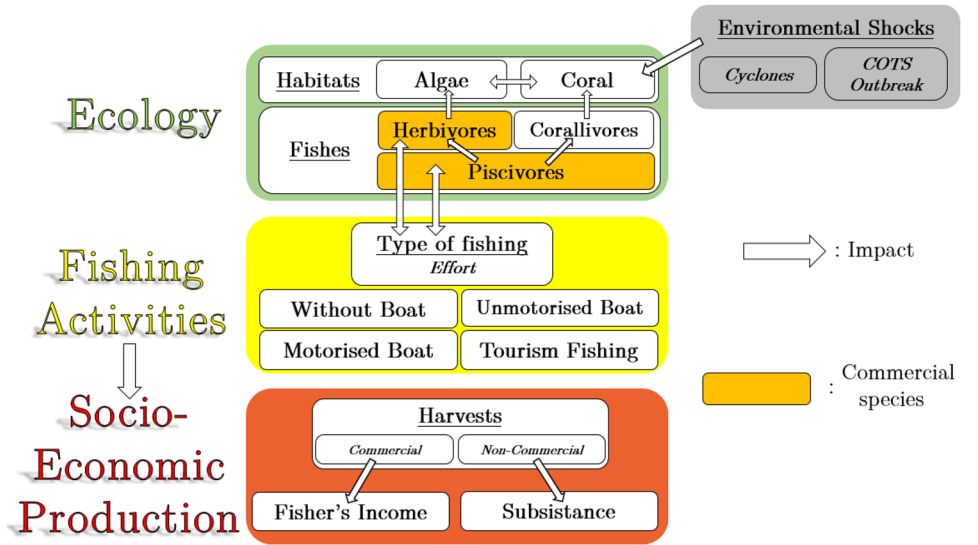 Environmental Shocks
Cyclones
COTS
Outbreak
Ecology
Habitats
Algae
Coral
Fishes
Herbivores
Corallivores
Piscivores
Fishing
Activities
Type of fishing
Effort
Without Boat
Unmotorised Boat
Motorised Boat
Tourism Fishing
: Impact
: Commercial
species
Socio-
Economic
Production
Harvests
Commercial
Non-Commercial
Fisher's Income
Subsistance